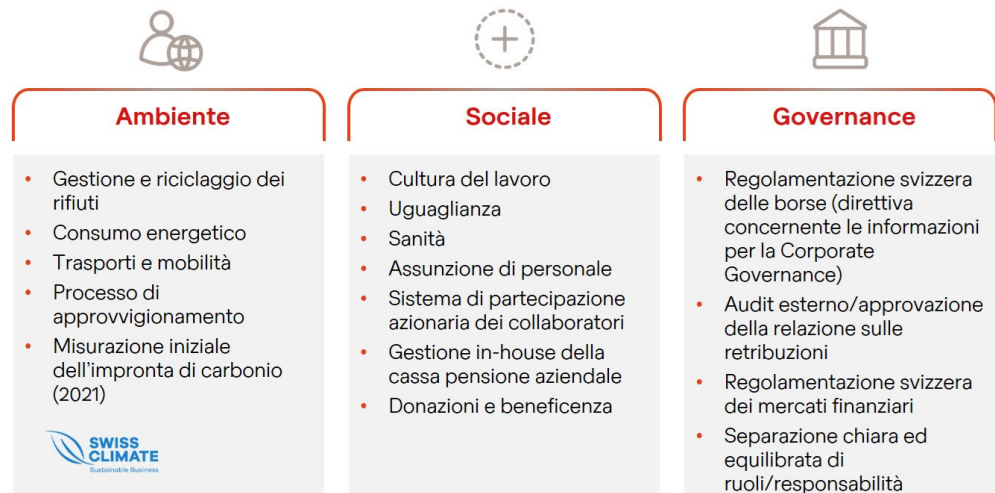 Ambiente
• Gestione e riciclaggio dei
rifiuti
• Consumo energetico
• Trasporti e mobilità
• Processo di
approvvigionamento
• Misurazione iniziale
dell'impronta di carbonio
(2021)
SWISS
CLIMATE
Sustainable Business
Sociale
• Cultura del lavoro
• Uguaglianza
• Sanità
• Assunzione di personale
• Sistema di partecipazione
azionaria dei collaboratori
• Gestione in-house della
cassa pensione aziendale
• Donazioni e beneficenza
Governance
• Regolamentazione svizzera
delle borse (direttiva
concernente le informazioni
per la Corporate
Governance)
• Audit esterno/approvazione
della relazione sulle
retribuzioni
• Regolamentazione svizzera
dei mercati finanziari
• Separazione chiara ed
equilibrata di
ruoli/responsabilità